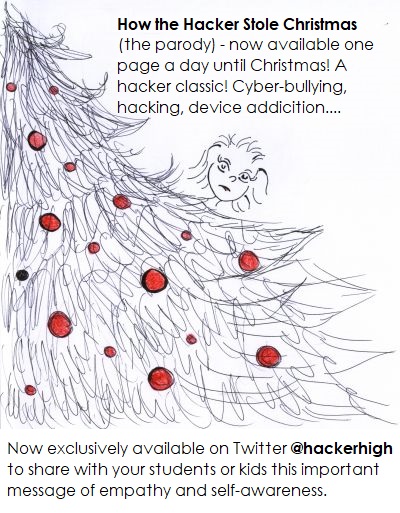 How the Hacker Stole Christmas
(the parody) - now available one
page a day until Christmas! A
hacker classic! Cyber-bullying,
hacking, device addicition....
Now exclusively available on Twitter @hackerhigh
to share with your students or kids this important
message of empathy and self-awareness.